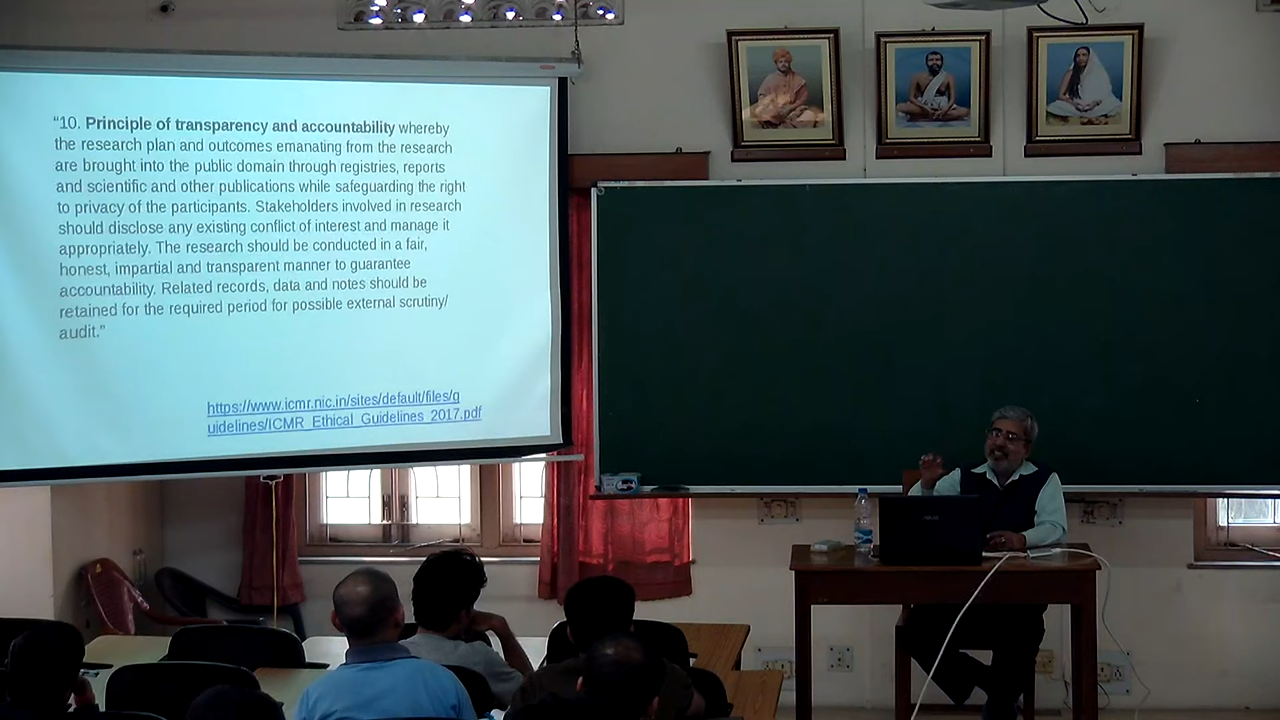 “10. Principle of transparency and accountability whereby
the research plan and outcomes emanating from the research
are brought into the public domain through registries, reports
and scientific and other publications while safeguarding the right
to privacy of the participants. Stakeholders involved in research
should disclose any existing conflict of interest and manage it
appropriately. The research should be conducted in a fair,
honest, impartial and transparent manner to guarantee
accountability. Related records, data and notes should be
retained for the required period for possible external scrutiny/
audit.”
https://www.icmr.nic.in/sites/default/files/g
uidelines/ICMR_Ethical_Guidelines_2017.pdf
ASUS